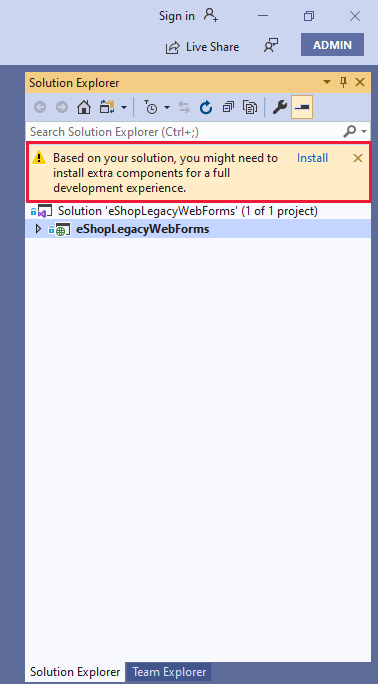 Sign in
Live Share
ADMIN
Solution Explorer
Search Solution Explorer (Ctrl+;)
Based on your solution, you might need to Install
install extra components for a full
development experience.
Solution 'eShopLegacyWebForms' (1 of 1 project)
eShopLegacyWebForms
Solution Explorer Team Explorer